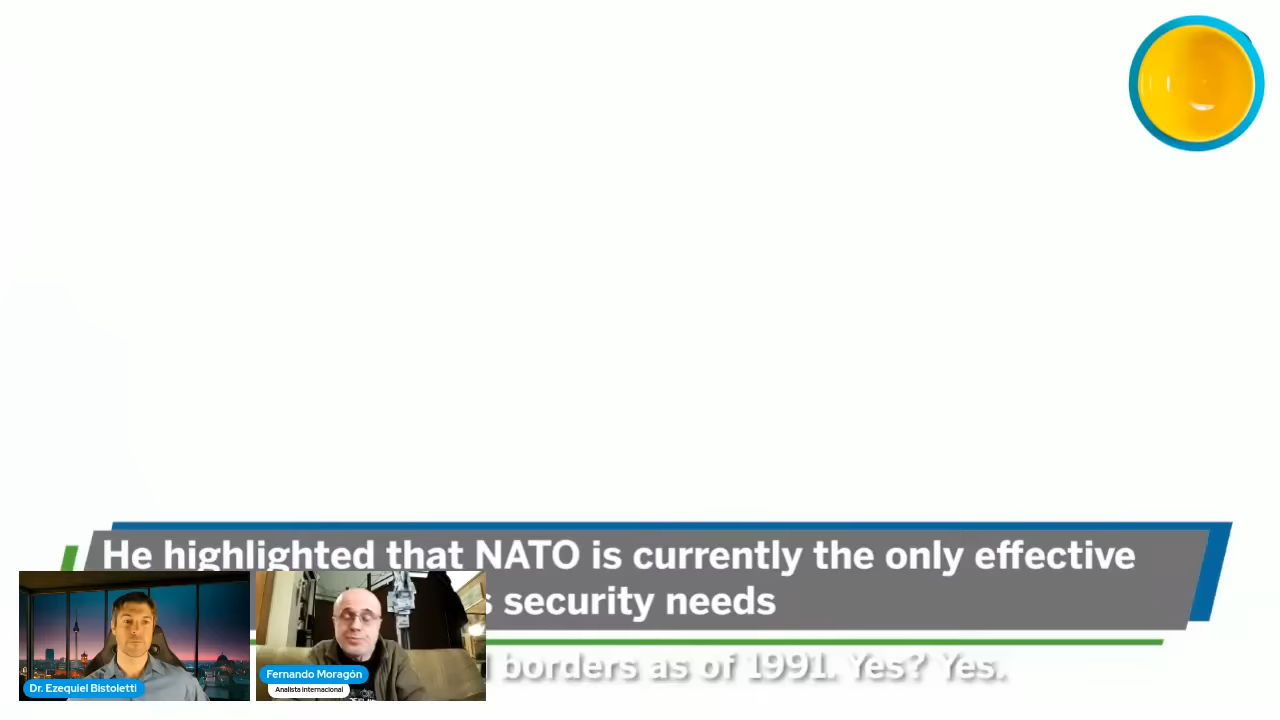 He highlighted that NATO is currently the only effective
security needs
borders as of 1991. Yes? Yes.
Dr. Ezequiel Bistoletti
Fernando Moragón
Analista internacional